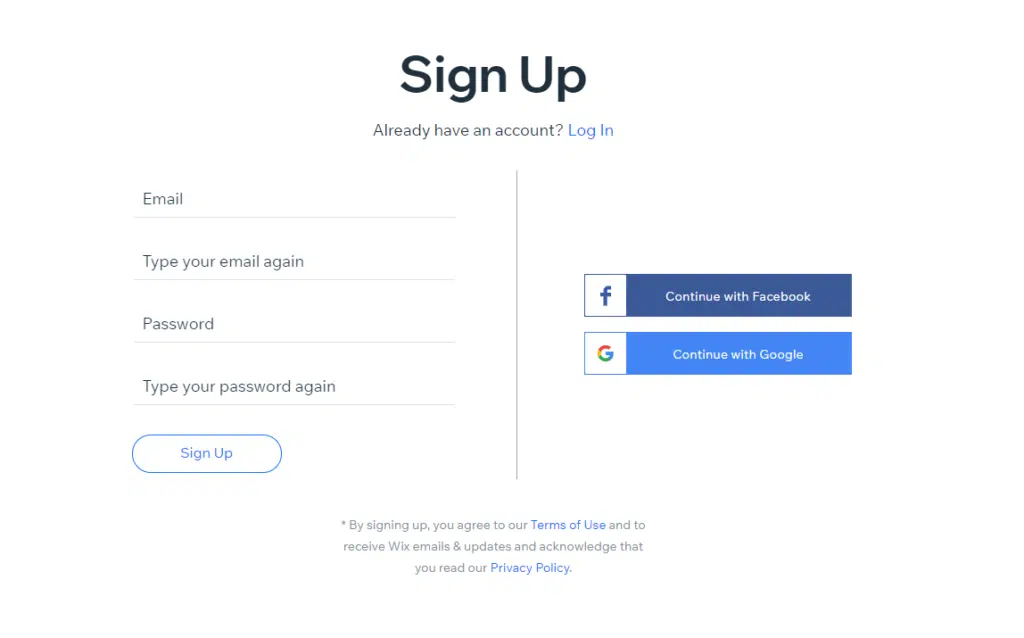 Sign Up
Already have an account? Log In
Email
Type your email again
Password
Type your password again
Sign Up
Continue with Facebook
Continue with Google
* By signing up, you agree to our Terms of Use and to
receive Wix emails & updates and acknowledge that
you read our Privacy Policy.